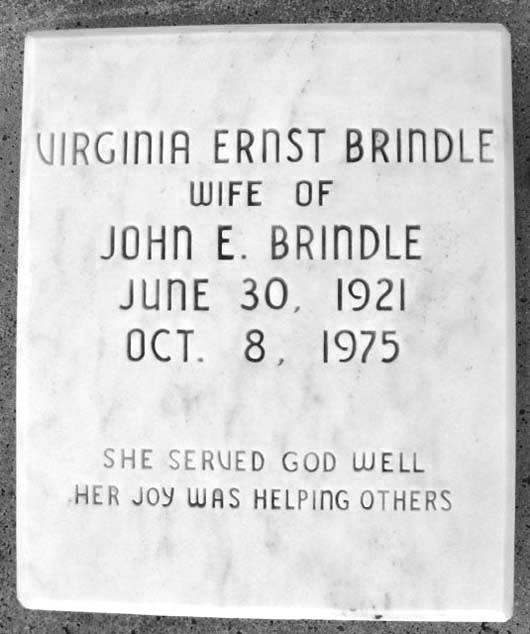 VIRGINIA ERNST BRINDLE
WIFE OF
JOHN E. BRINDLE
JUNE 30, 1921
OCT. 8, 1975
SHE SERVED GOD WELL
HER JOY WAS HELPING OTHERS